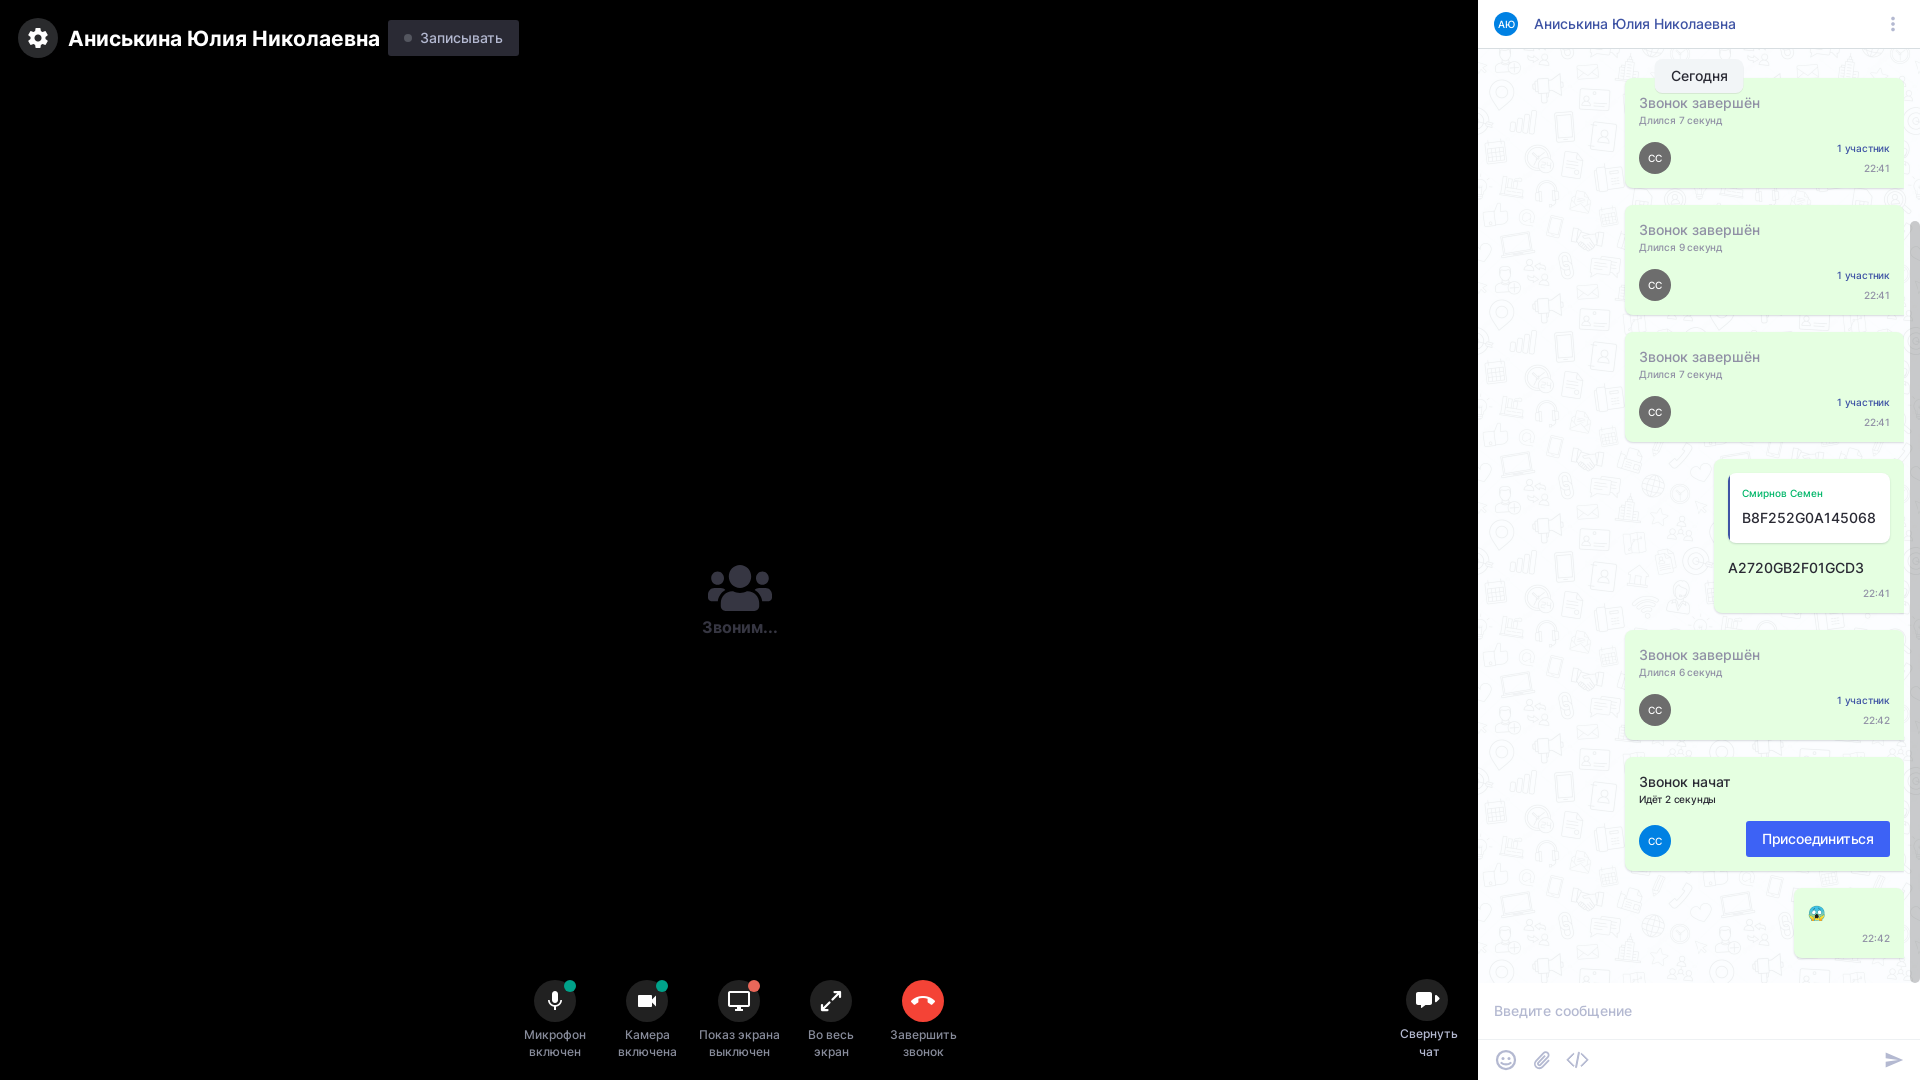 Аниськина Юлия Николаевна
Записывать
Звоним...
Микрофон
включен
Камера
включена
Показ экрана
выключен
Во весь
экран
Завершить
звонок
Свернуть
чат
АЮ
Аниськина Юлия Николаевна
Сегодня
Звонок завершён
Длился 7 секунд
СС
1 участник
22:41
Звонок завершён
Длился 9 секунд
СС
1 участник
22:41
Звонок завершён
Длился 7 секунд
СС
1 участник
22:41
Смирнов Семен
B8F252G0A145068
A2720GB2F01GCD3
22:41
Звонок завершён
Длился 6 секунд
СС
1 участник
22:42
Звонок начат
Идёт 2 секунды
СС
Присоединиться
22:42
Введите сообщение